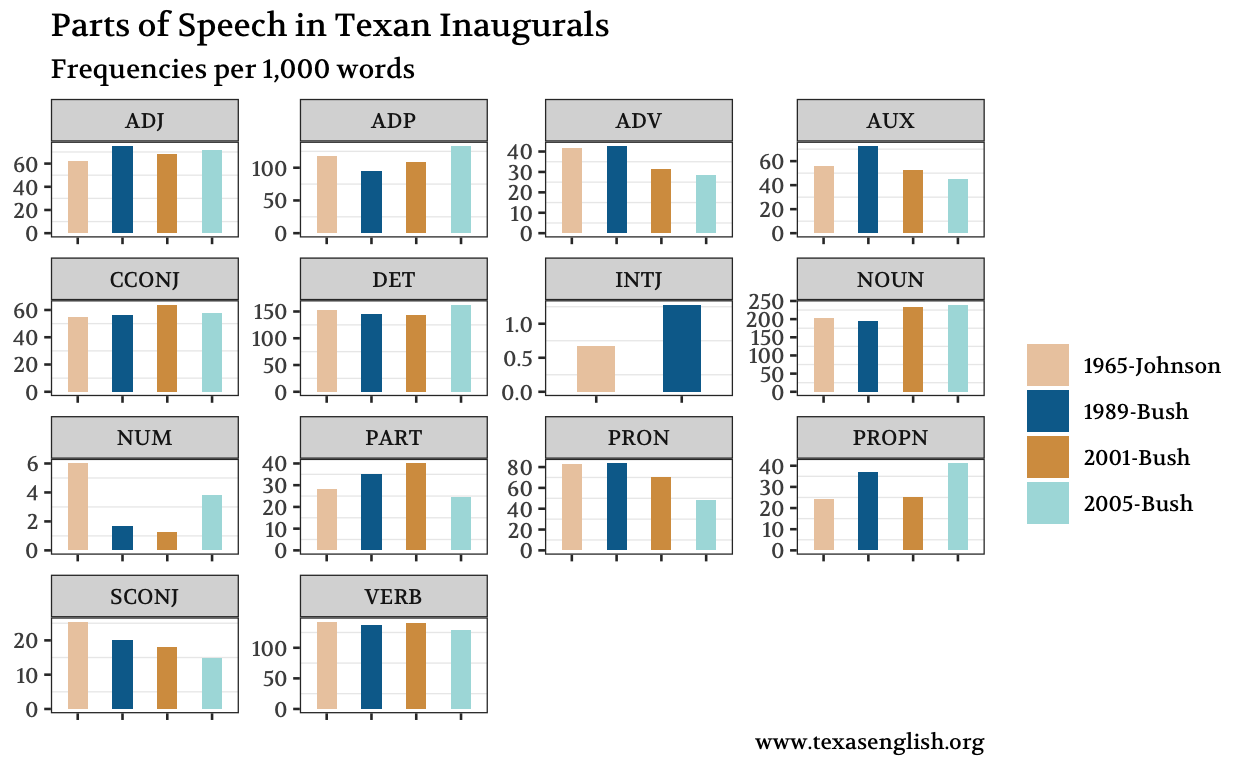 Parts of Speech in Texan Inaugurals
Frequencies per 1,000 words
ADJ
ADP
ADV
AUX
60
40
20
0
100
50
0
40
30
20
10
0
60
40
20
0
CCONJ
DET
INTJ
NOUN
60
40
20
0
150
100
50
0
1.0
0.5
0.0
250
200
150
100
50
0
NUM
PART
PRON
PROPN
6
4
2
0
40
30
20
10
0
80
60
40
20
0
40
30
20
10
0
SCONJ
VERB
20
10
0
100
50
0
1965-Johnson
1989-Bush
2001-Bush
2005-Bush
www.texasenglish.org